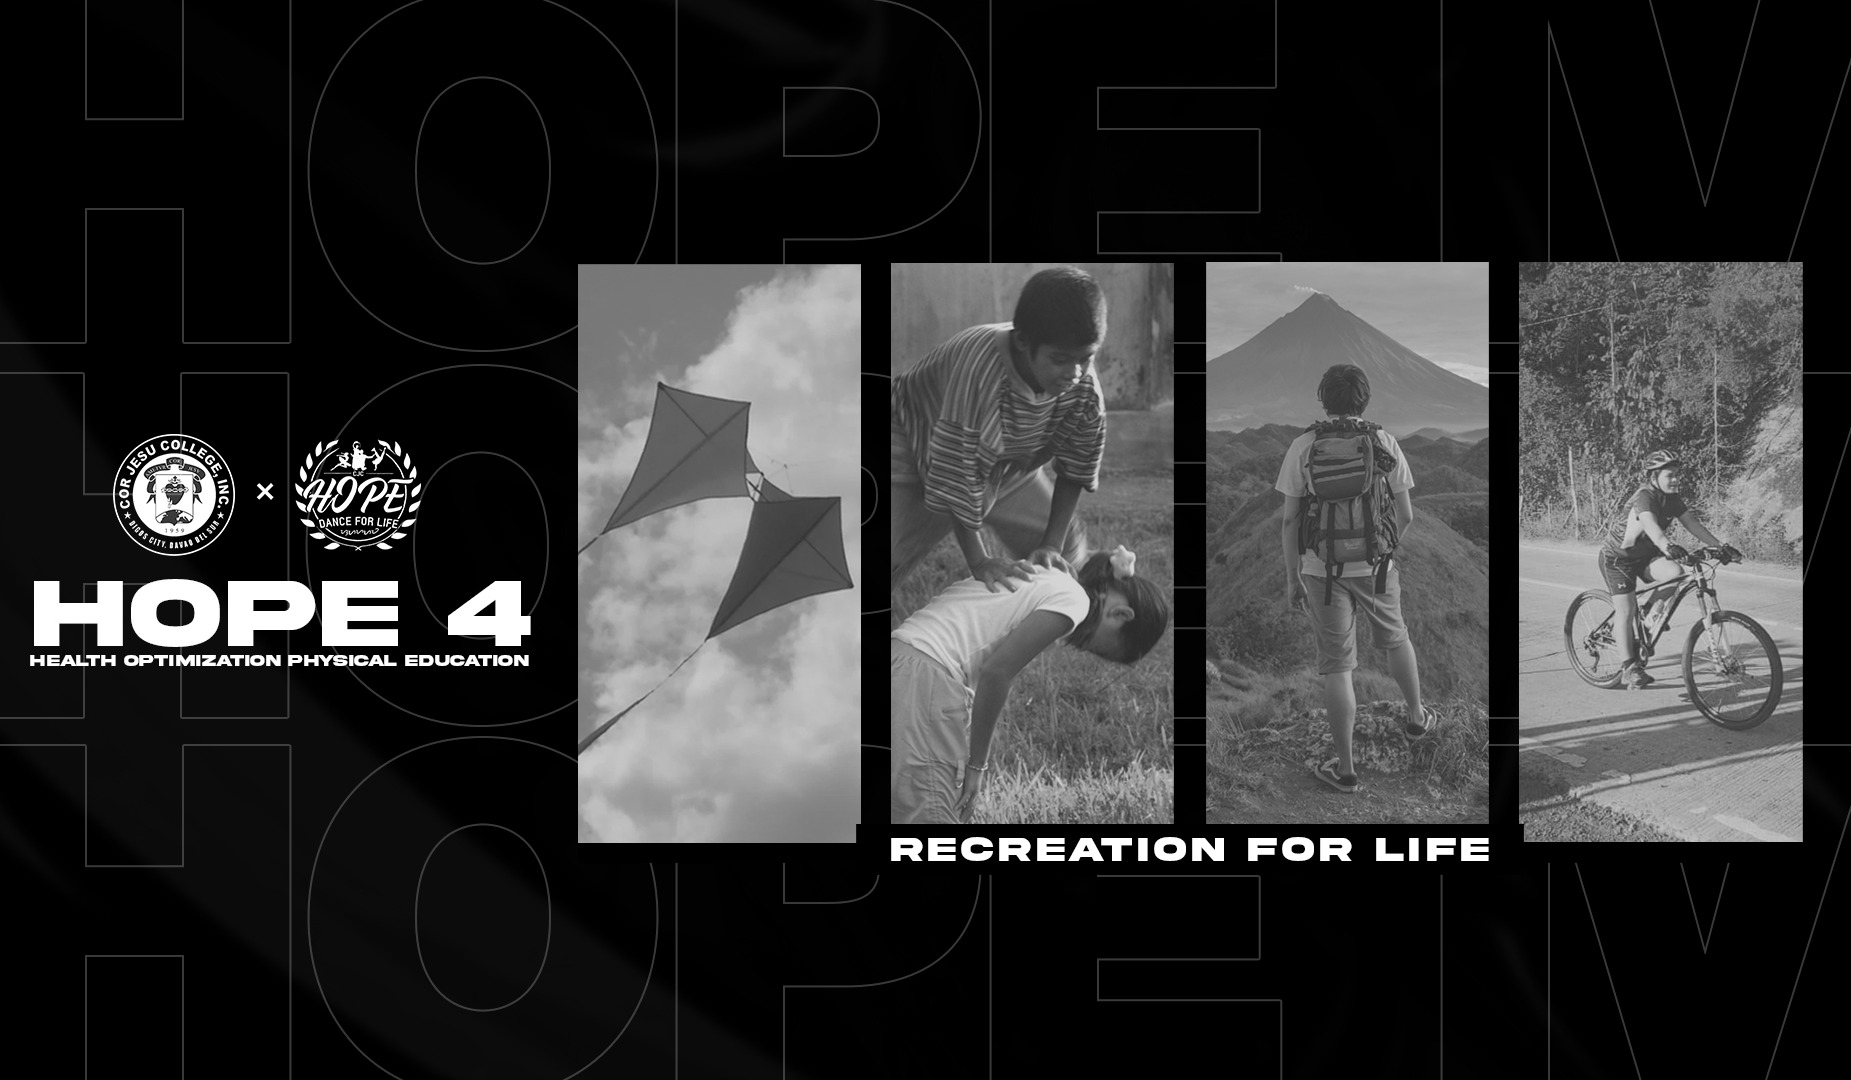 HOPE IV
HOPE
HOPE IV
COR JESU COLLEGE, INC.
1959
DIGOS CITY, DAVAO DEL SUR
×
CJC
HOPE
DANCE FOR LIFE
HOPE 4
HEALTH OPTIMIZATION PHYSICAL EDUCATION
RECREATION FOR LIFE